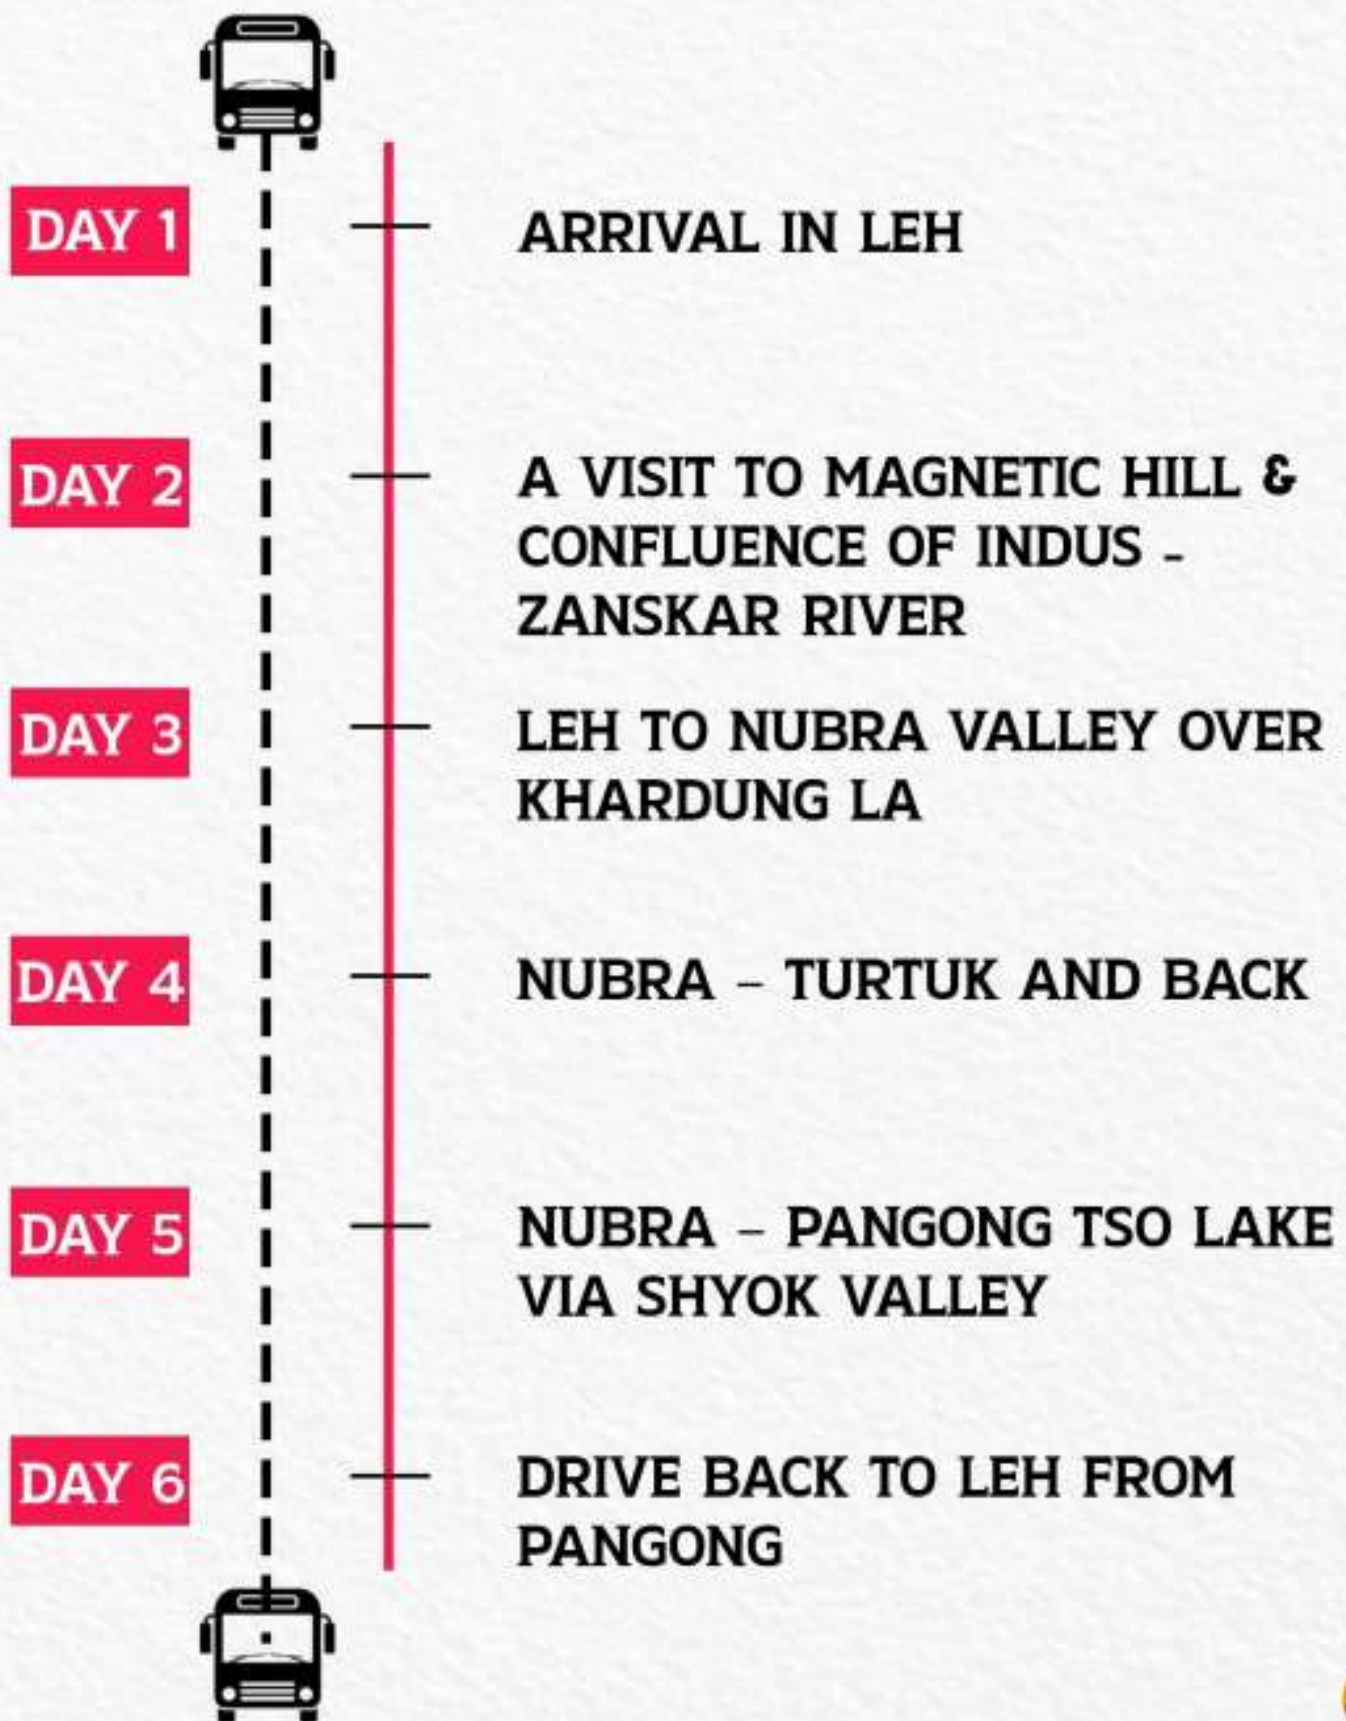 DAY 1
ARRIVAL IN LEH
DAY 2
A VISIT TO MAGNETIC HILL &
CONFLUENCE OF INDUS -
ZANSKAR RIVER
DAY 3
LEH TO NUBRA VALLEY OVER
KHARDUNG LA
DAY 4
NUBRA – TURTUK AND BACK
DAY 5
NUBRA – PANGONG TSO LAKE
VIA SHYOK VALLEY
DAY 6
DRIVE BACK TO LEH FROM
PANGONG